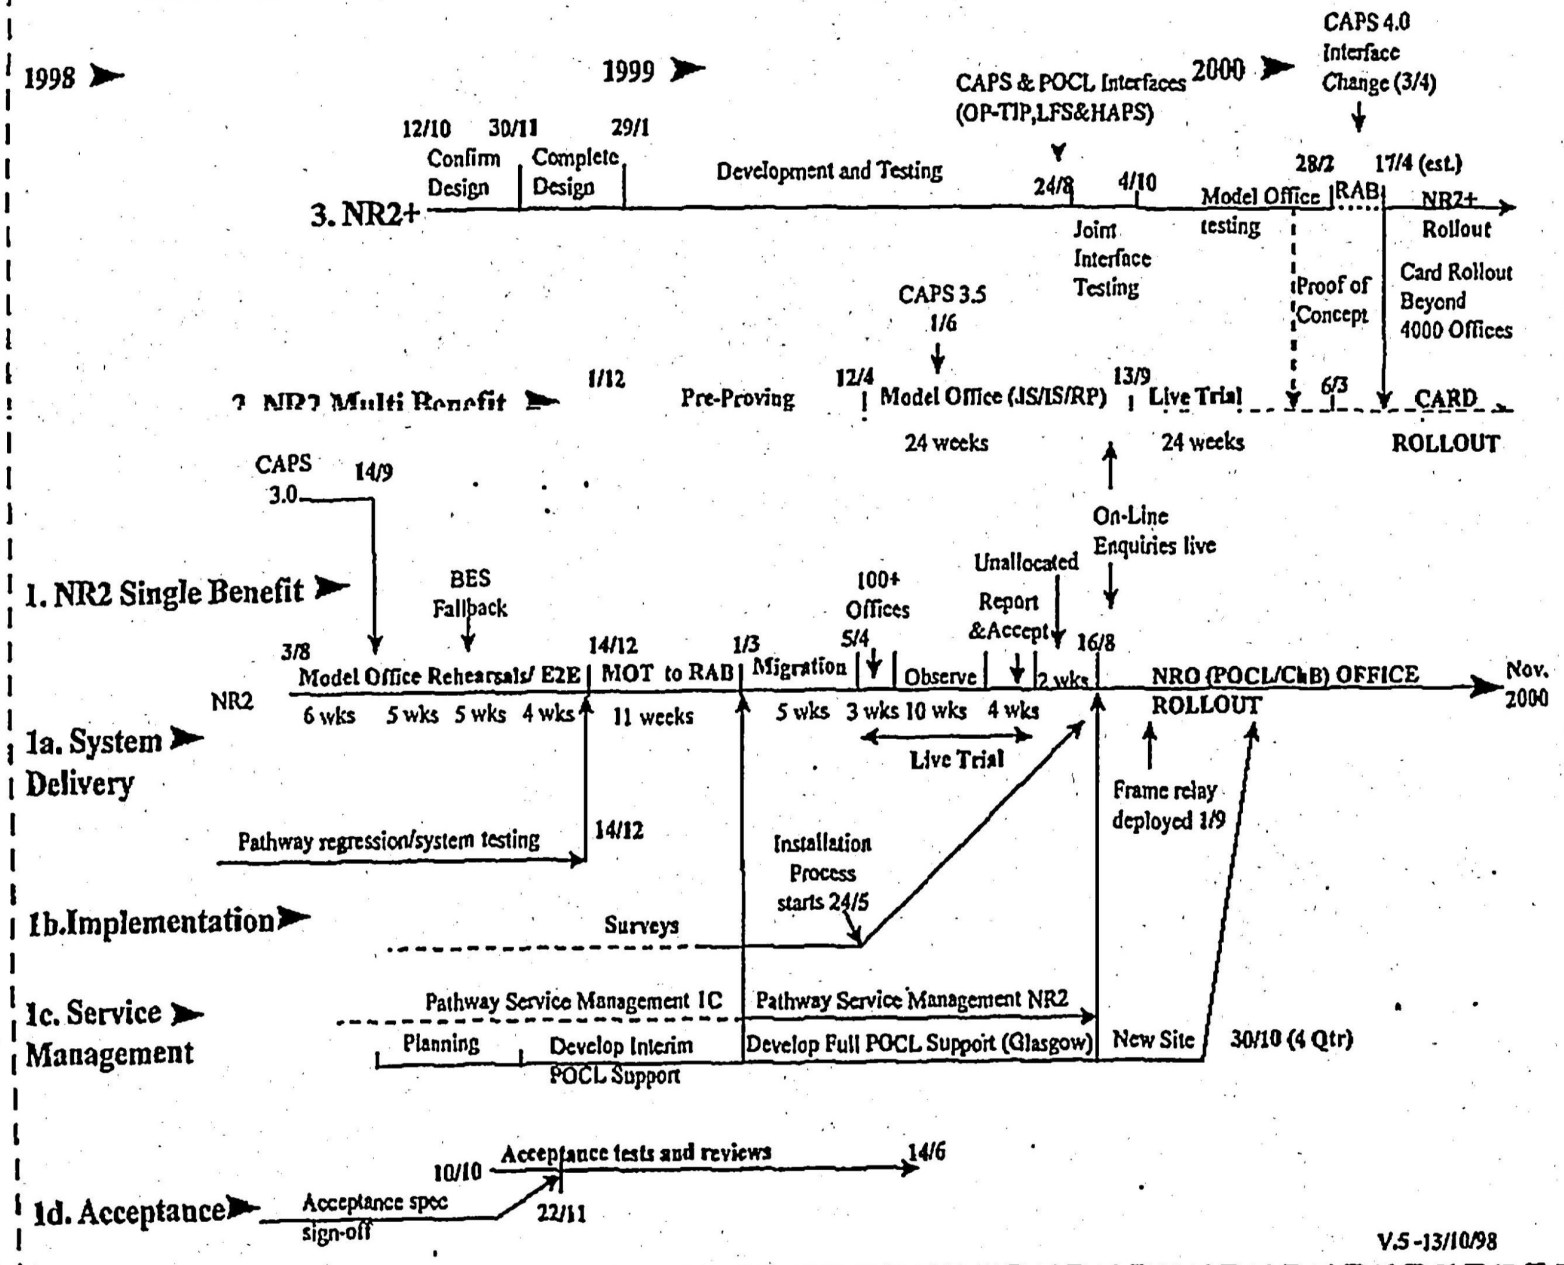 1998
1999
2000
CAPS 4.0
Interface
Change (3/4)
CAPS & POCL Interfaces
(OP-TIP,LFS&HAPS)
12/10 30/11 29/1
Confirm
Design
Complete
Design
Development and Testing
24/8 4/10
Model Office
testing
28/2
RAB
17/4 (est.)
3. NR2+
NR2+
Rollout
Joint
Interface
Testing
Proof of
Concept
Card Rollout
Beyond
4000 Offices
CAPS 3.5
1/6
NR2 Multi Benefit
1/12
Pre-Proving
12/4
Model Office (JS/IS/RP)
24 weeks
13/9
Live Trial
24 weeks
6/3
CARD
ROLLOUT
CAPS
3.0
14/9
On-Line
Enquiries live
1. NR2 Single Benefit
BES
Fallback
100+
Offices
5/4
Unallocated
Report
&Accept
3/8
14/12
1/3
16/8
NR2
Model Office Rehearsals/ E2E
MOT to RAB
Migration
Observe
2 wks
NRO (POCL/ChB) OFFICE
ROLLOUT
Nov.
2000
6 wks 5 wks 5 wks 4 wks 11 weeks 5 wks 3 wks 10 wks 4 wks
Live Trial
1a. System
Delivery
Frame relay
deployed 1/9
Pathway regression/system testing
14/12
Installation
Process
starts 24/5
1b.Implementation
Surveys
1c. Service
Management
Pathway Service Management 1C
Pathway Service Management NR2
Planning
Develop Interim
POCL Support
Develop Full POCL Support (Glasgow)
New Site
30/10 (4 Qtr)
1d. Acceptance
10/10
Acceptance tests and reviews
14/6
Acceptance spec
sign-off
22/11
V.5 -13/10/98